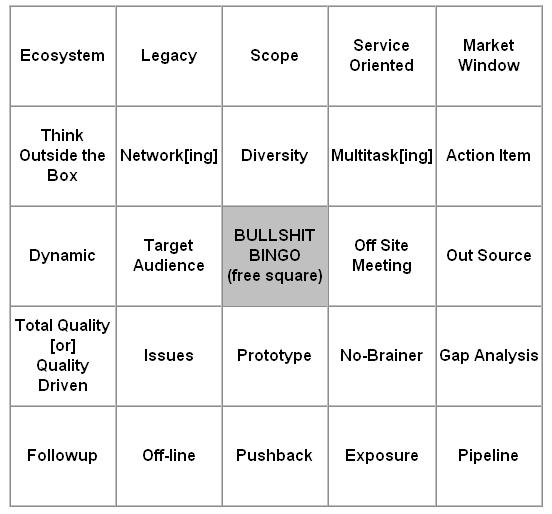 Ecosystem
Legacy
Scope
Service
Oriented
Market
Window
Think
Outside the
Box
Network[ing]
Diversity
Multitask[ing]
Action Item
Dynamic
Target
Audience
BULLSHIT
BINGO
(free square)
Off Site
Meeting
Out Source
Total Quality
[or]
Quality
Driven
Issues
Prototype
No-Brainer
Gap Analysis
Followup
Off-line
Pushback
Exposure
Pipeline